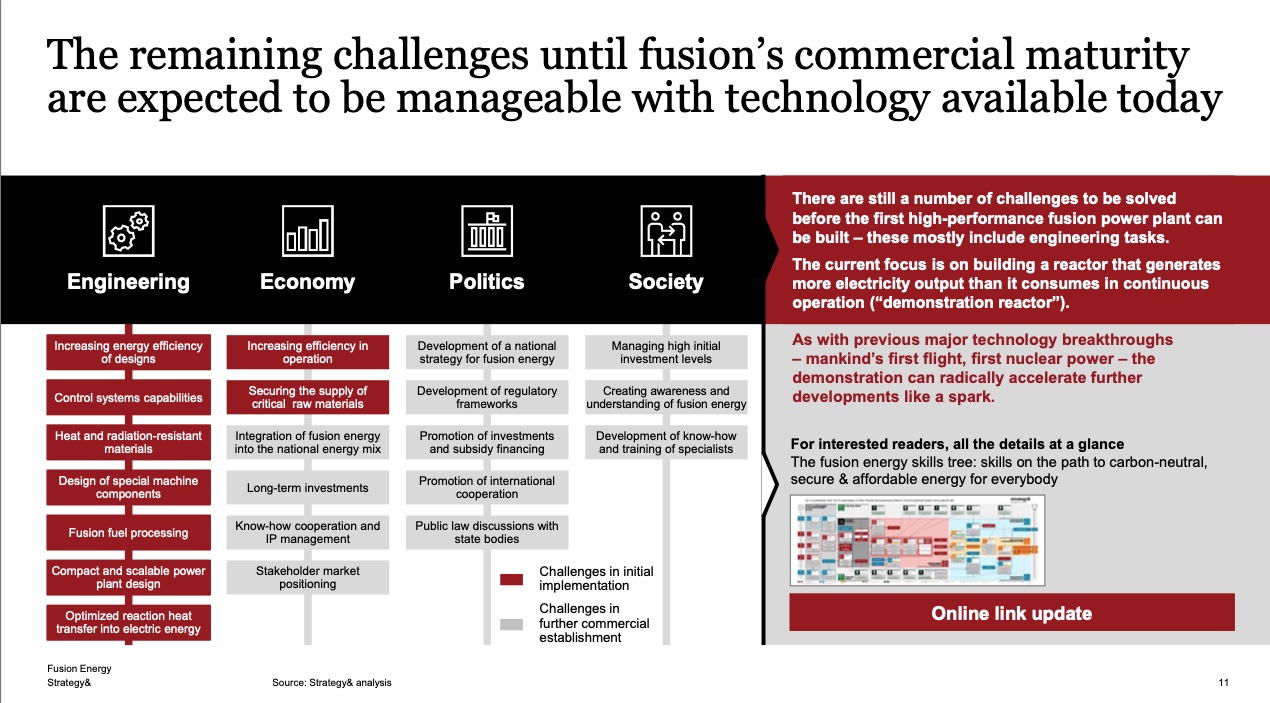 The remaining challenges until fusion’s commercial maturity
are expected to be manageable with technology available today
Engineering
Economy
Politics
Society
Increasing energy efficiency
of designs
Control systems capabilities
Heat and radiation-resistant
materials
Design of special machine
components
Fusion fuel processing
Compact and scalable power
plant design
Optimized reaction heat
transfer into electric energy
Increasing efficiency in
operation
Securing the supply of
critical raw materials
Integration of fusion energy
into the national energy mix
Long-term investments
Know-how cooperation and
IP management
Stakeholder market
positioning
Development of a national
strategy for fusion energy
Development of regulatory
frameworks
Promotion of investments
and subsidy financing
Promotion of international
cooperation
Public law discussions with
state bodies
Managing high initial
investment levels
Creating awareness and
understanding of fusion energy
Development of know-how
and training of specialists
Challenges in initial
implementation
Challenges in
further commercial
establishment
There are still a number of challenges to be solved
before the first high-performance fusion power plant can
be built – these mostly include engineering tasks.
The current focus is on building a reactor that generates
more electricity output than it consumes in continuous
operation (“demonstration reactor”).
As with previous major technology breakthroughs
– mankind’s first flight, first nuclear power – the
demonstration can radically accelerate further
developments like a spark.
For interested readers, all the details at a glance
The fusion energy skills tree: skills on the path to carbon-neutral,
secure & affordable energy for everybody
strategy&
Online link update
Fusion Energy
Strategy&
Source: Strategy& analysis
11